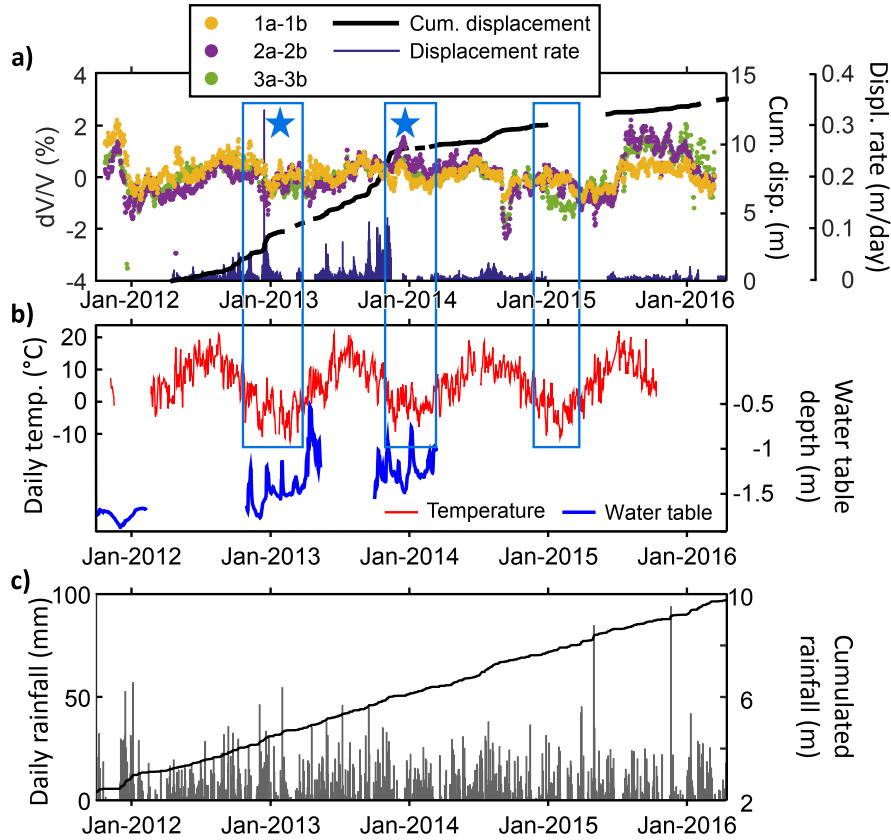 1a-1b
Cum. displacement
2a-2b
Displacement rate
3a-3b
a)
4
2
0
-2
-4
dV/V (%)
15
10
5
0
Cum. disp. (m)
0.4
0.3
0.2
0.1
0
Displ. rate (m/day)
Jan-2012
Jan-2013
Jan-2014
Jan-2015
Jan-2016
b)
20
10
0
-10
Daily temp. (°C)
-0.5
-1
-1.5
Water table
depth (m)
Temperature
Water table
Jan-2012
Jan-2013
Jan-2014
Jan-2015
Jan-2016
c)
100
50
0
Daily rainfall (mm)
10
8
6
4
2
Cumulated
rainfall (m)
Jan-2012
Jan-2013
Jan-2014
Jan-2015
Jan-2016